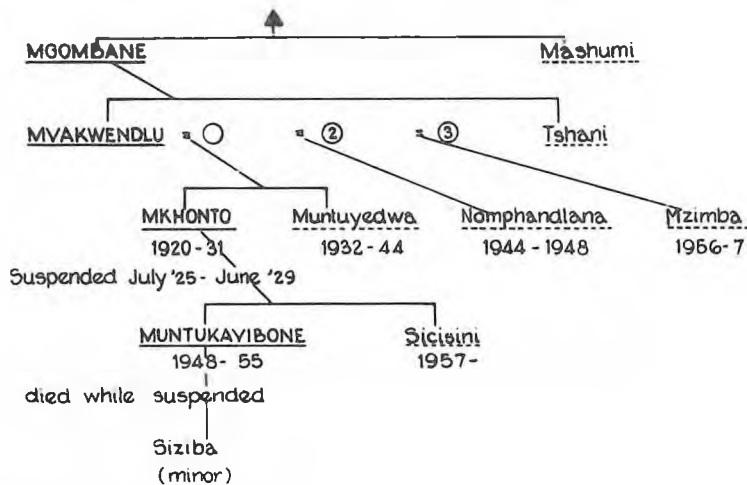 MGOMBANE Mashumi
MVAKWENDLU = = ② = ③ Tshani
MKHONTO Muntuyedwa Nomphandlana Mzimba
1920-31 1932-44 1944-1948 1956-7
Suspended July '25- June '29
MUNTUKAVIBONE Sicisini
1948- 55 1957-
died while suspended
Siziba
(minor)